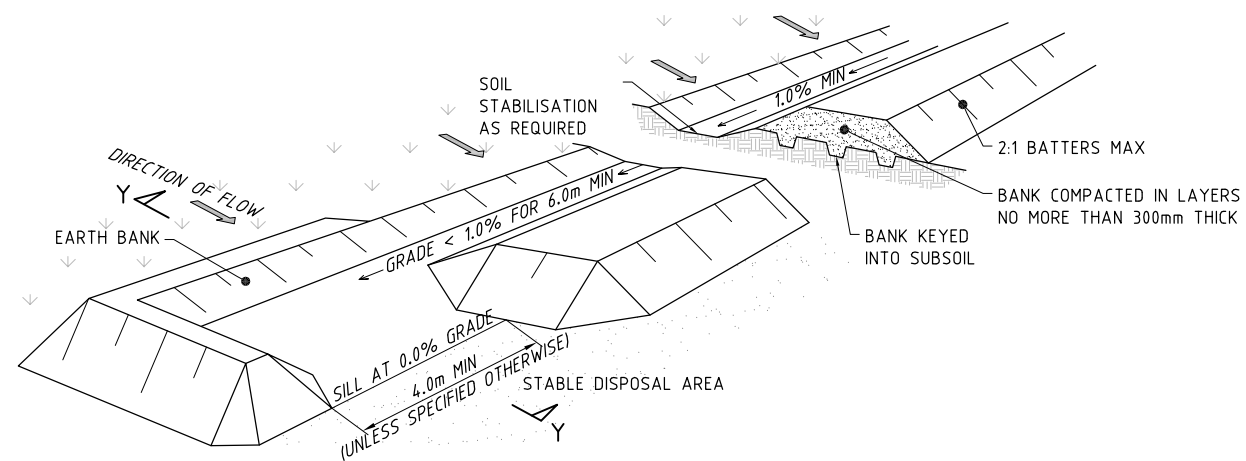 SOIL
STABILISATION
AS REQUIRED
1.0% MIN
2:1 BATTERS MAX
BANK COMPACTED IN LAYERS
NO MORE THAN 300mm THICK
BANK KEYED
INTO SUBSOIL
DIRECTION OF FLOW
Y
EARTH BANK
GRADE < 1.0% FOR 6.0m MIN
SILL AT 0.0% GRADE
4.0m MIN
(UNLESS SPECIFIED OTHERWISE)
STABLE DISPOSAL AREA
Y